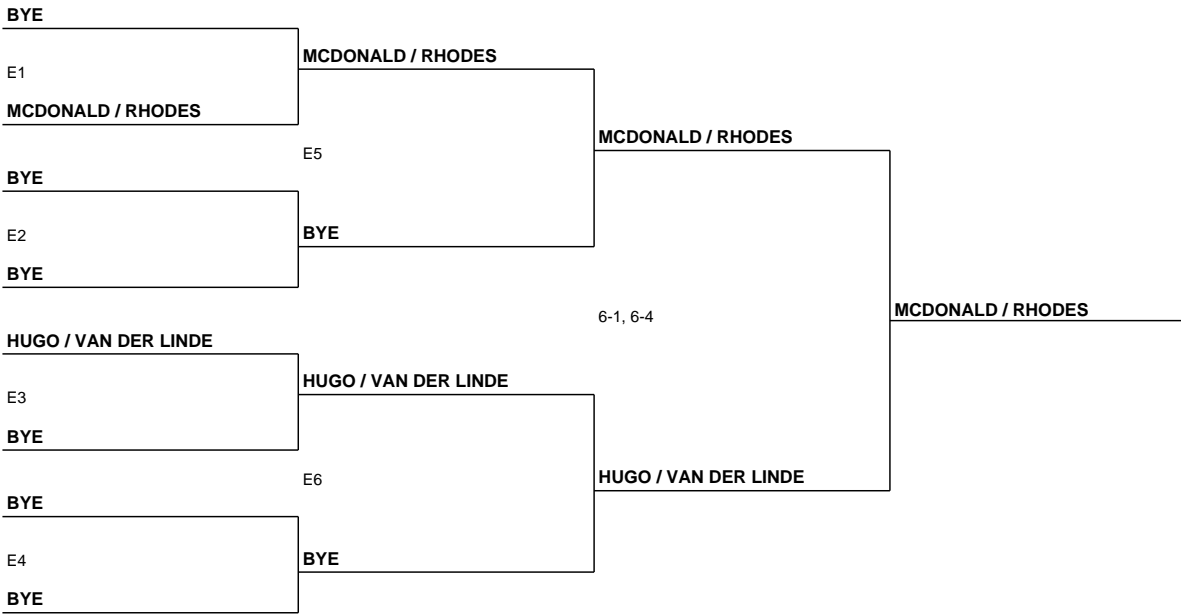 BYE
E1
MCDONALD / RHODES
BYE
E2
BYE
HUGO / VAN DER LINDE
E3
BYE
BYE
E4
BYE
MCDONALD / RHODES
E5
BYE
HUGO / VAN DER LINDE
E6
BYE
MCDONALD / RHODES
6-1, 6-4
HUGO / VAN DER LINDE
MCDONALD / RHODES